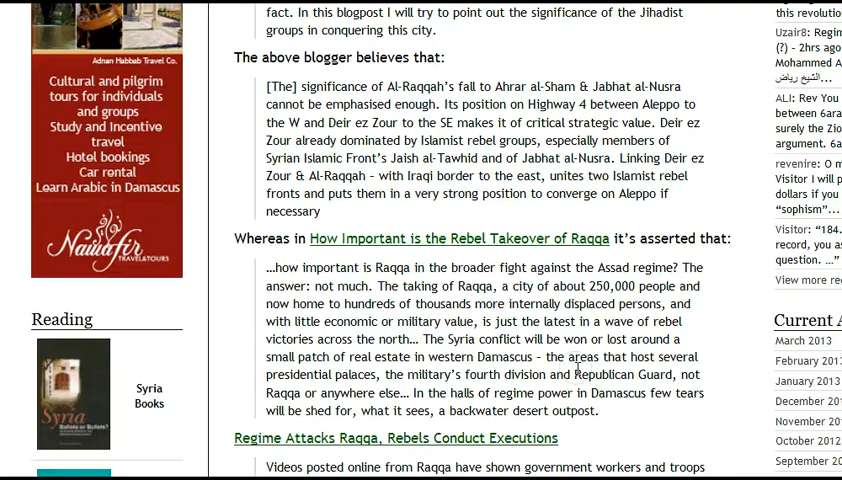 Adnan Habbab Travel Co.
Cultural and pilgrim
tours for individuals
and groups
Study and Incentive
travel
Hotel bookings
Car rental
Learn Arabic in Damascus
Nawafir
TRAVEL&TOURS
Reading
Syria
Bullets or Bullets?
Syria
Books
fact. In this blogpost I will try to point out the significance of the Jihadist
groups in conquering this city.
The above blogger believes that:
[The] significance of Al-Raqqah's fall to Ahrar al-Sham & Jabhat al-Nusra
cannot be emphasised enough. Its position on Highway 4 between Aleppo to
the W and Deir ez Zour to the SE makes it of critical strategic value. Deir ez
Zour already dominated by Islamist rebel groups, especially members of
Syrian Islamic Front's Jaish al-Tawhid and of Jabhat al-Nusra. Linking Deir ez
Zour & Al-Raqqah – with Iraqi border to the east, unites two Islamist rebel
fronts and puts them in a very strong position to converge on Aleppo if
necessary
Whereas in How Important is the Rebel Takeover of Raqqa it's asserted that:
…how important is Raqqa in the broader fight against the Assad regime? The
answer: not much. The taking of Raqqa, a city of about 250,000 people and
now home to hundreds of thousands more internally displaced persons, and
with little economic or military value, is just the latest in a wave of rebel
victories across the north… The Syria conflict will be won or lost around a
small patch of real estate in western Damascus – the areas that host several
presidential palaces, the military's fourth division and Republican Guard, not
Raqqa or anywhere else… In the halls of regime power in Damascus few tears
will be shed for, what it sees, a backwater desert outpost.
Regime Attacks Raqqa, Rebels Conduct Executions
Videos posted online from Raqqa have shown government workers and troops
this revolutio
Uzair8: Regim
(?) – 2hrs ago
Mohammed A
الشيخ رياض...
ALI: Rev You
between 6ara
surely the Zio
argument. 6a
revenire: O m
Visitor I will p
dollars if you
"sophism"...
Visitor: "184.
record, you as
question. ..."
View more re
Current A
March 2013
February 2013
January 2013
December 201
November 201
October 2012
September 20